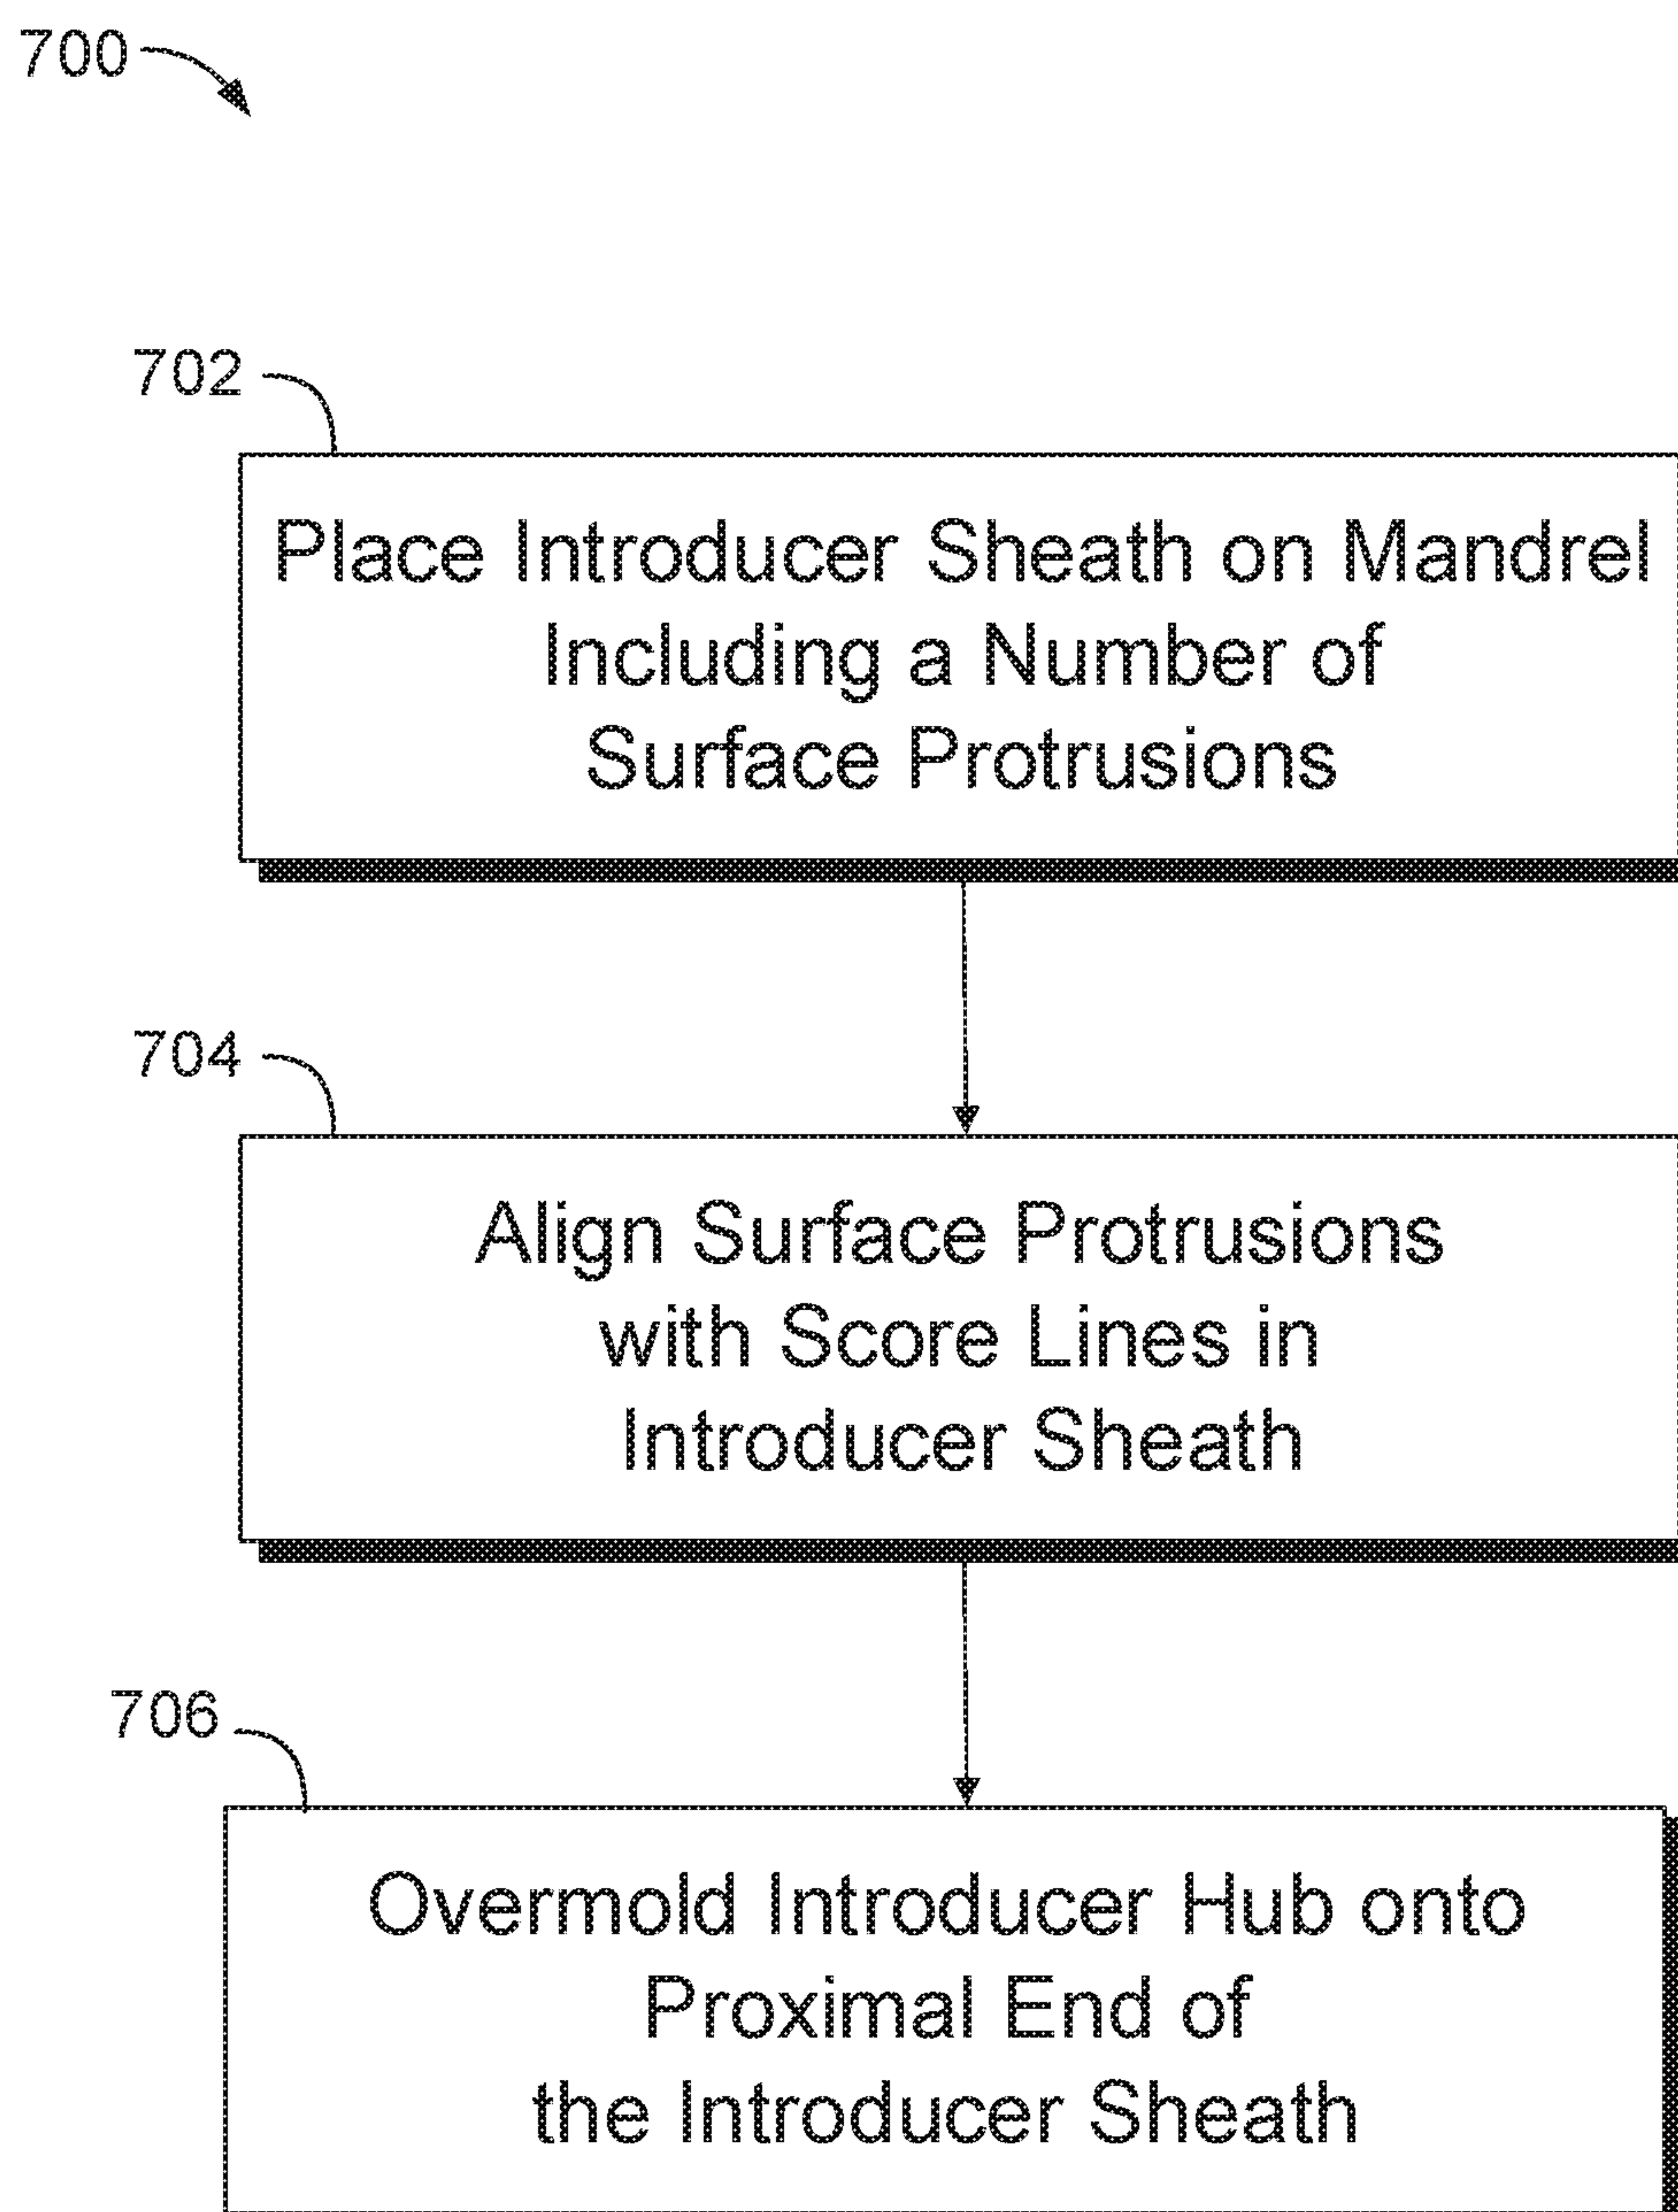 700
702
Place Introducer Sheath on Mandrel
Including a Number of
Surface Protrusions
704
Align Surface Protrusions
with Score Lines in
Introducer Sheath
706
Overmold Introducer Hub onto
Proximal End of
the Introducer Sheath